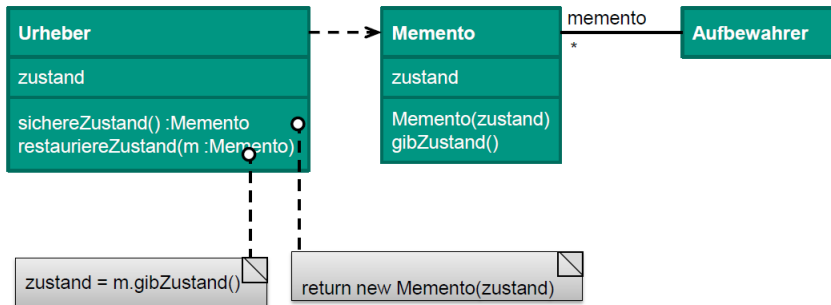 Urheber
zustand
sichereZustand() :Memento
restauriereZustand(m :Memento)
Memento
zustand
Memento(zustand)
gibZustand()
memento
*
Aufbewahrer
zustand = m.gibZustand()
return new Memento(zustand)